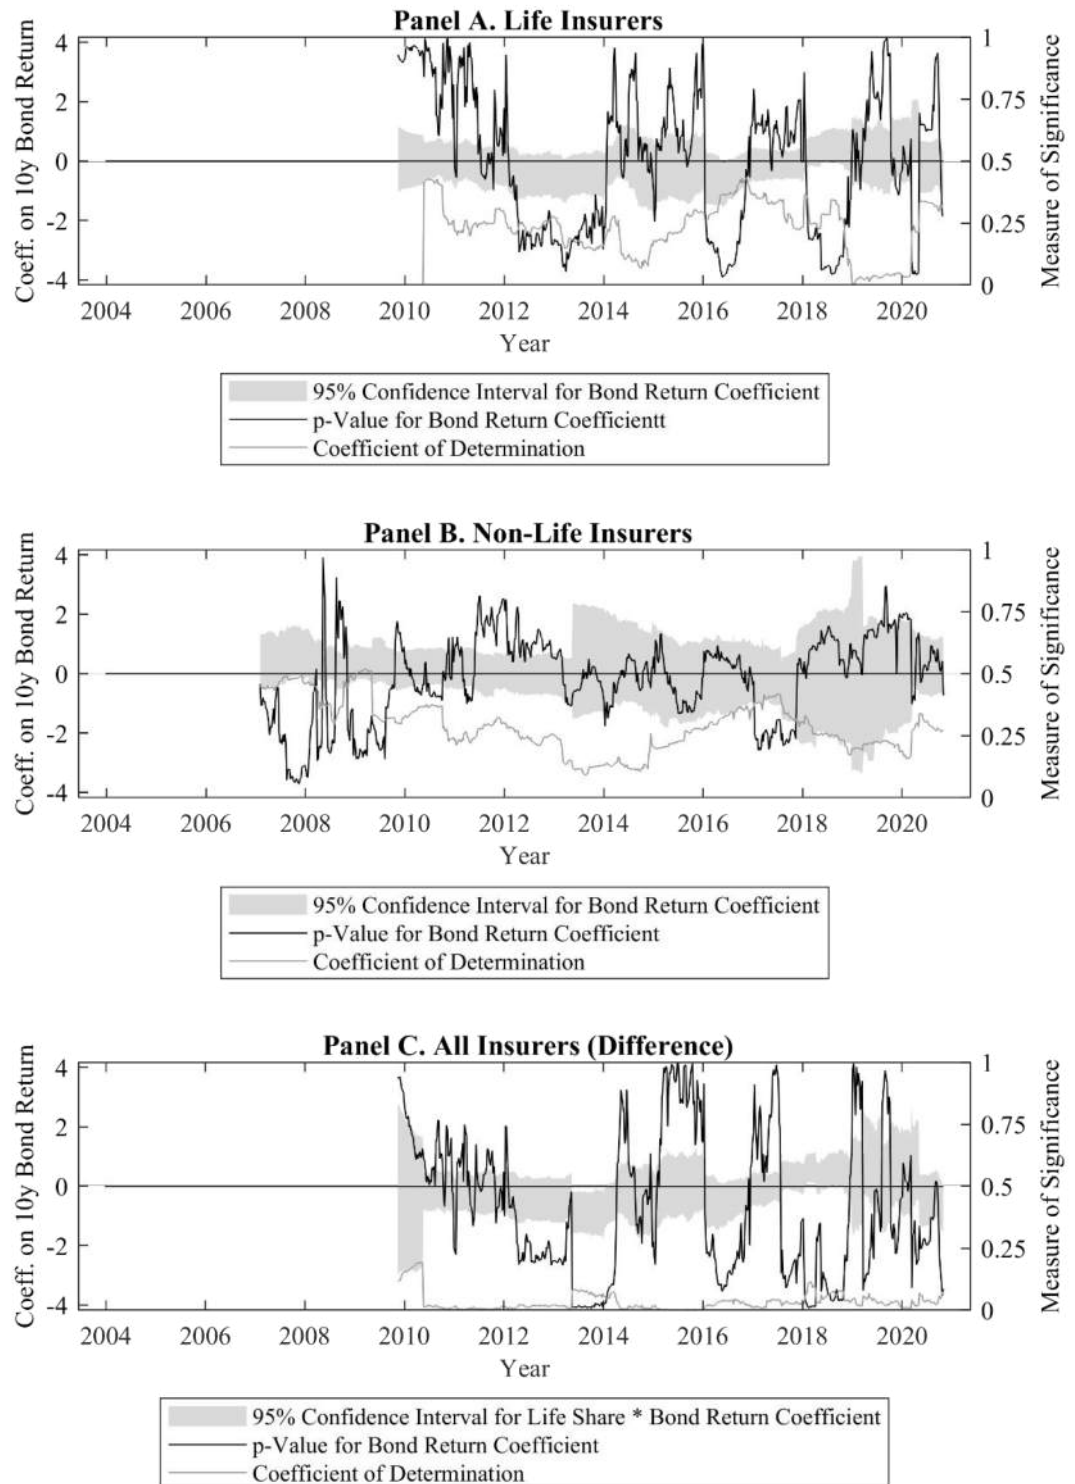 Panel A. Life Insurers
Coeff. on 10y Bond Return
4
2
0
-2
-4
1
0.75
0.5
0.25
0
Measure of Significance
2004 2006 2008 2010 2012 2014 2016 2018 2020
Year
95% Confidence Interval for Bond Return Coefficient
p-Value for Bond Return Coefficientt
Coefficient of Determination
Panel B. Non-Life Insurers
Coeff. on 10y Bond Return
4
2
0
-2
-4
1
0.75
0.5
0.25
0
Measure of Significance
2004 2006 2008 2010 2012 2014 2016 2018 2020
Year
95% Confidence Interval for Bond Return Coefficient
p-Value for Bond Return Coefficient
Coefficient of Determination
Panel C. All Insurers (Difference)
Coeff. on 10y Bond Return
4
2
0
-2
-4
1
0.75
0.5
0.25
0
Measure of Significance
2004 2006 2008 2010 2012 2014 2016 2018 2020
Year
95% Confidence Interval for Life Share * Bond Return Coefficient
p-Value for Bond Return Coefficient
Coefficient of Determination